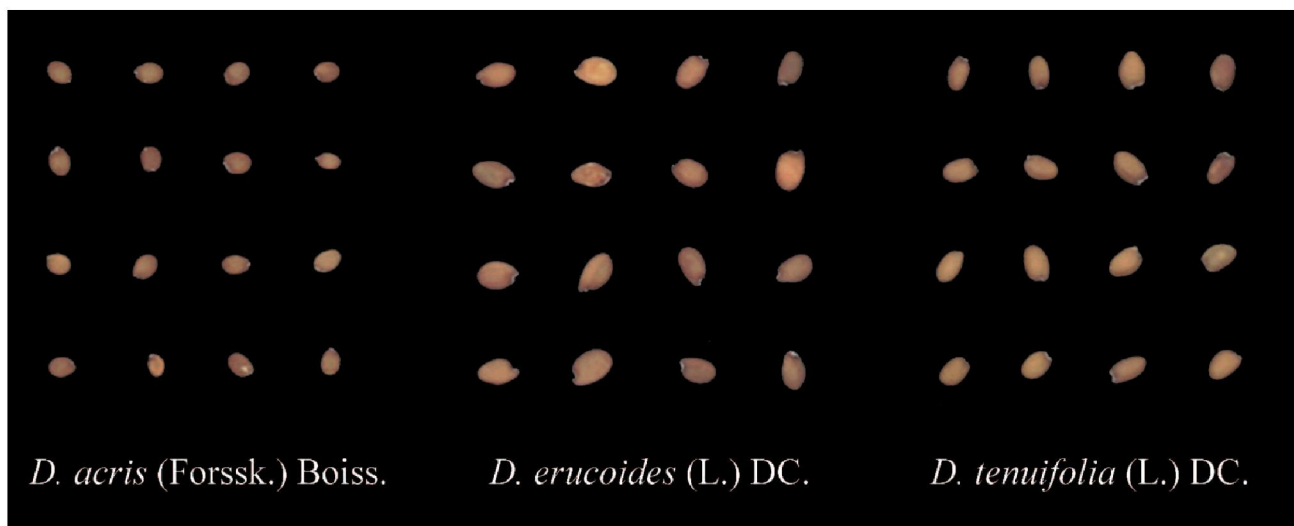 D. acris (Forssk.) Boiss.
D. erucoides (L.) DC.
D. tenuifolia (L.) DC.